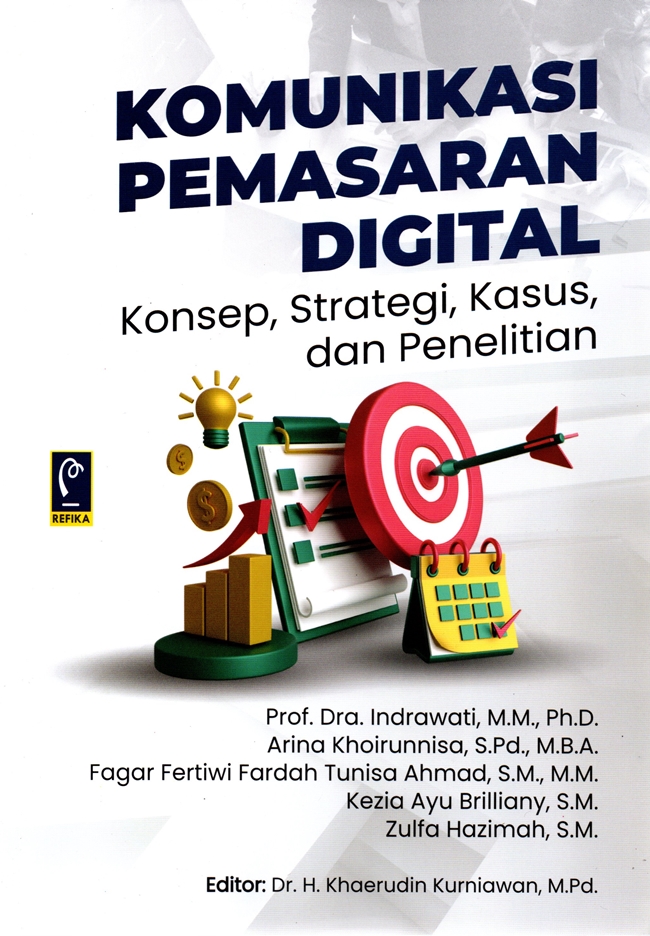 KOMUNIKASI
PEMASARAN
DIGITAL
Konsep, Strategi, Kasus,
dan Penelitian
REFIKA
Prof. Dra. Indrawati, M.M., Ph.D.
Arina Khoirunnisa, S.Pd., M.B.A.
Fagar Fertiwi Fardah Tunisa Ahmad, S.M., M.M.
Kezia Ayu Brilliany, S.M.
Zulfa Hazimah, S.M.
Editor: Dr. H. Khaerudin Kurniawan, M.Pd.